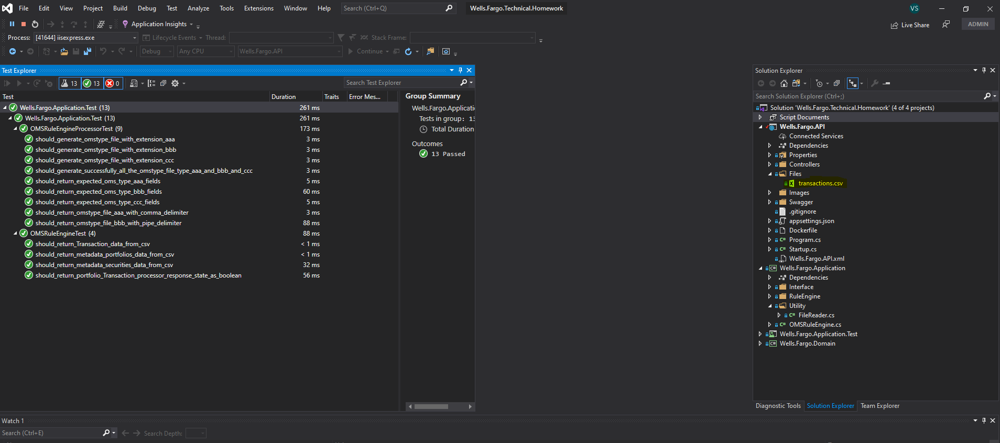 File Edit View Project Build Debug Test Analyze Tools Extensions Window Help Search (Ctrl+Q) Wells.Fargo.Technical.Homework VS
Application Insights Live Share ADMIN
Process: [41644] iisexpress.exe Lifecycle Events Thread: Stack Frame:
Debug Any CPU Wells.Fargo.API Continue
Test Explorer
13 13 0 Search Test Explorer
Test Duration Traits Error Mes...
Wells.Fargo.Application.Test (13) 261 ms
Wells.Fargo.Application.Test (13) 261 ms
OMSRuleEngineProcessorTest (9) 173 ms
should_generate_omstype_file_with_extension_aaa 3 ms
should_generate_omstype_file_with_extension_bbb 3 ms
should_generate_omstype_file_with_extension_ccc 3 ms
should_generate_successfully_all_the_omstype_file_type_aaa_and_bbb_and_ccc 3 ms
should_return_expected_oms_type_aaa_fields 5 ms
should_return_expected_oms_type_bbb_fields 60 ms
should_return_expected_oms_type_ccc_fields 5 ms
should_return_omstype_file_aaa_with_comma_delimiter 3 ms
should_return_omstype_file_bbb_with_pipe_delimiter 88 ms
OMSRuleEngineTest (4) 88 ms
should_return_Transaction_data_from_csv < 1 ms
should_return_metadata_portfolios_data_from_csv < 1 ms
should_return_metadata_securities_data_from_csv 32 ms
should_return_portfolio_Transaction_processor_response_state_as_boolean 56 ms
Group Summary
Wells.Fargo.Applicati
Tests in group: 13
Total Duration
Outcomes
13 Passed
Solution Explorer
Search Solution Explorer (Ctrl+;)
Solution 'Wells.Fargo.Technical.Homework' (4 of 4 projects)
Script Documents
Wells.Fargo.API
Connected Services
Dependencies
Properties
Controllers
Files
transactions.csv
Images
Swagger
.gitignore
appsettings.json
Dockerfile
C# Program.cs
C# Startup.cs
Wells.Fargo.API.xml
C# Wells.Fargo.Application
Dependencies
Interface
RuleEngine
Utility
C# FileReader.cs
C# OMSRuleEngine.cs
Wells.Fargo.Application.Test
C# Wells.Fargo.Domain
Diagnostic Tools Solution Explorer Team Explorer
Watch 1
Search (Ctrl+E) Search Depth: